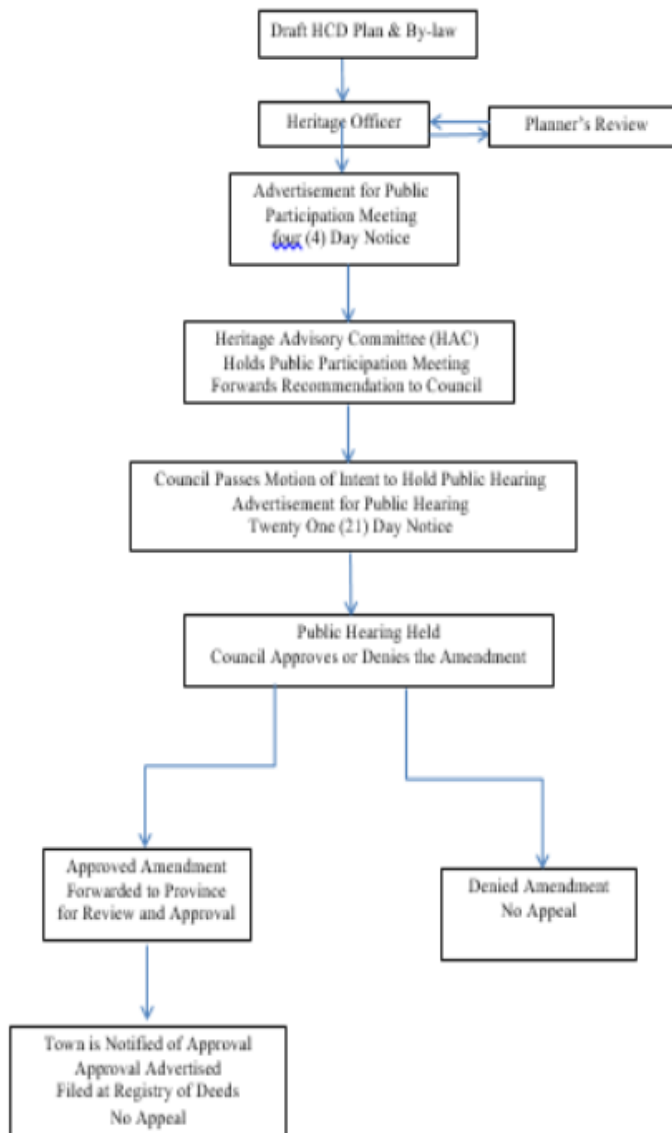 Draft HCD Plan & By-law
Heritage Officer
Planner's Review
Advertisement for Public
Participation Meeting
four (4) Day Notice
Heritage Advisory Committee (HAC)
Holds Public Participation Meeting
Forwards Recommendation to Council
Council Passes Motion of Intent to Hold Public Hearing
Advertisement for Public Hearing
Twenty One (21) Day Notice
Public Hearing Held
Council Approves or Denies the Amendment
Approved Amendment
Forwarded to Province
for Review and Approval
Denied Amendment
No Appeal
Town is Notified of Approval
Approval Advertised
Filed at Registry of Deeds
No Appeal